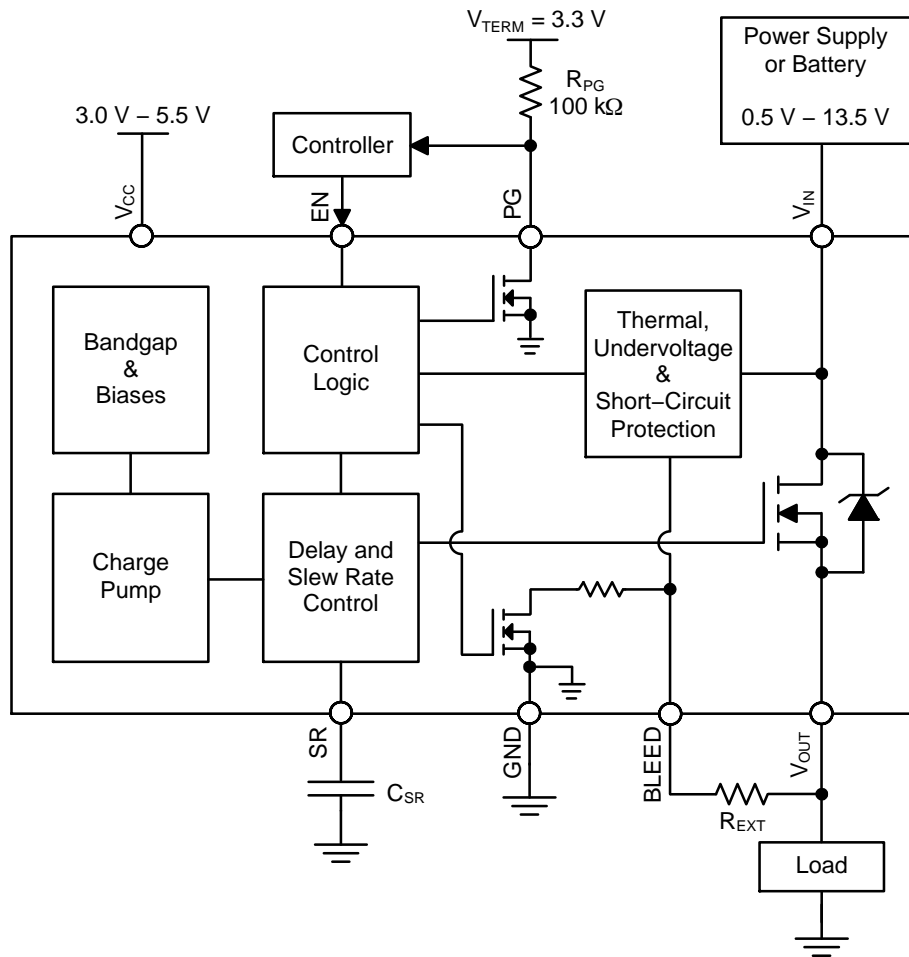 V_TERM = 3.3 V
Power Supply
or Battery
0.5 V – 13.5 V
R_PG
100 kΩ
3.0 V – 5.5 V
Controller
V_CC
EN
PG
V_IN
Bandgap
&
Biases
Control
Logic
Thermal,
Undervoltage
&
Short–Circuit
Protection
Charge
Pump
Delay and
Slew Rate
Control
SR
GND
BLEED
V_OUT
C_SR
R_EXT
Load